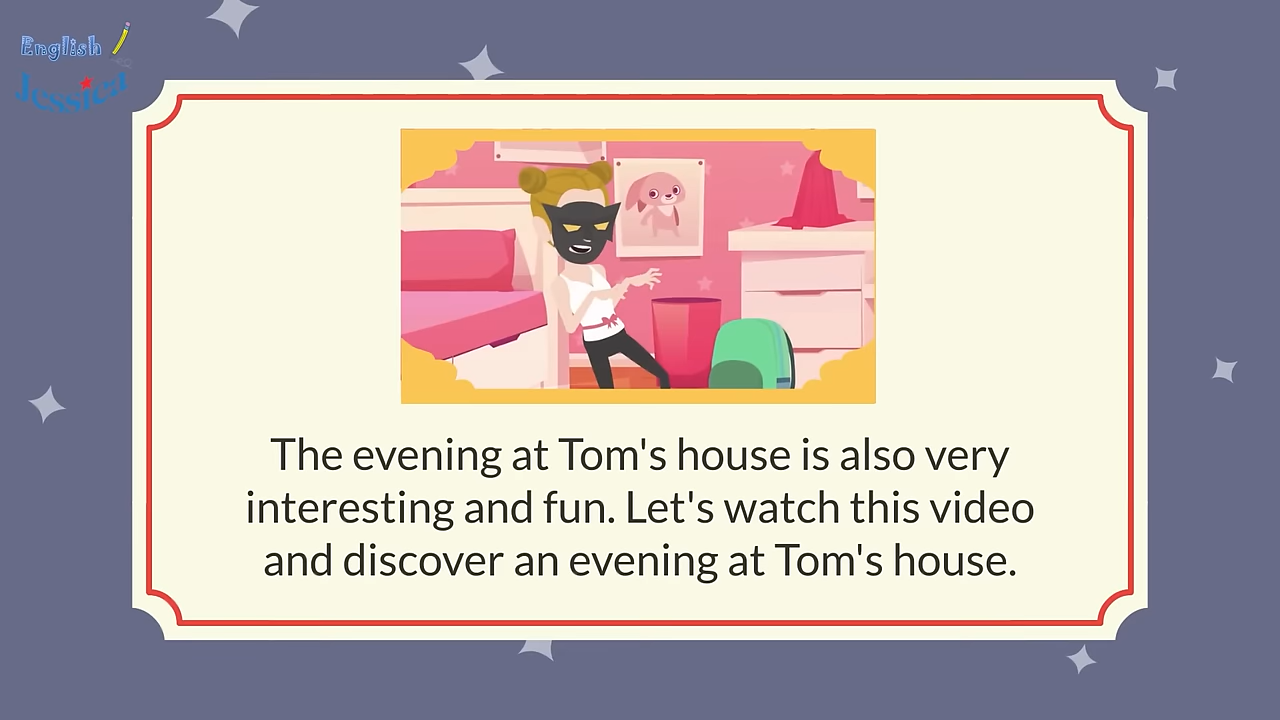 English
Jessica
The evening at Tom's house is also very
interesting and fun. Let's watch this video
and discover an evening at Tom's house.